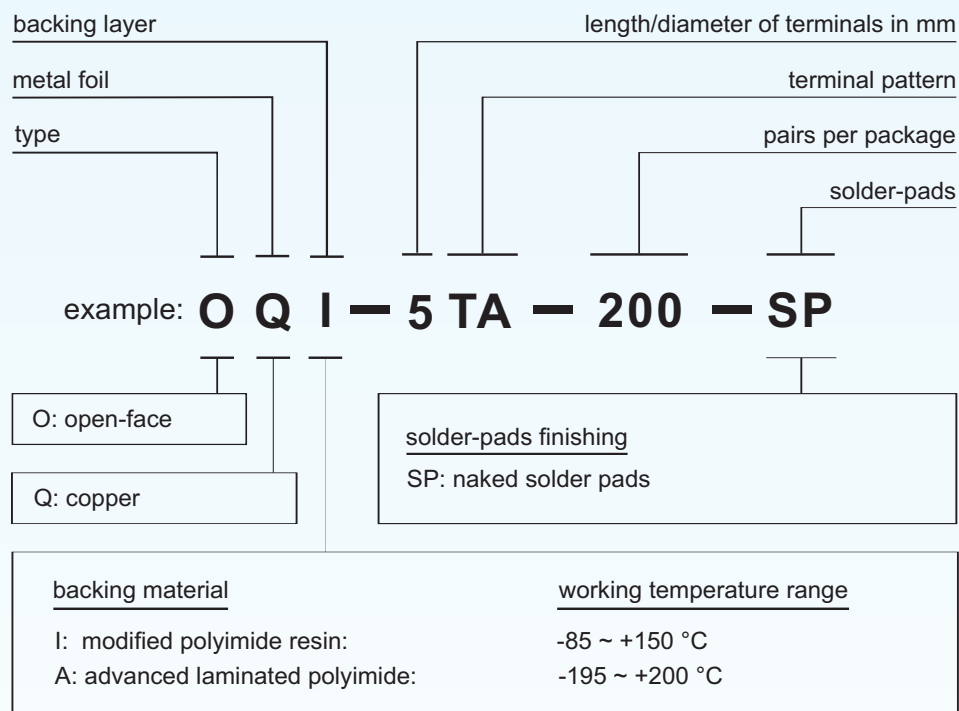 backing layer
length/diameter of terminals in mm
metal foil
terminal pattern
type
pairs per package
solder-pads
example: O Q I – 5 TA – 200 – SP
O: open-face
solder-pads finishing
SP: naked solder pads
Q: copper
backing material
working temperature range
I: modified polyimide resin: -85 ~ +150 °C
A: advanced laminated polyimide: -195 ~ +200 °C